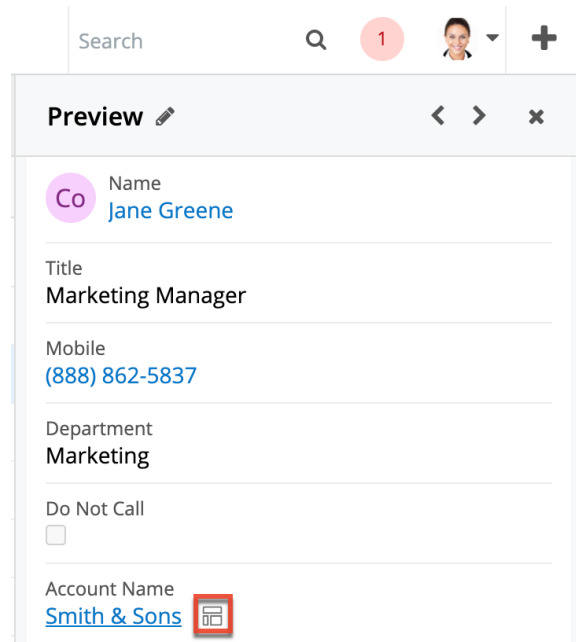 Search
1
Preview
Co
Name
Jane Greene
Title
Marketing Manager
Mobile
(888) 862-5837
Department
Marketing
Do Not Call
Account Name
Smith & Sons